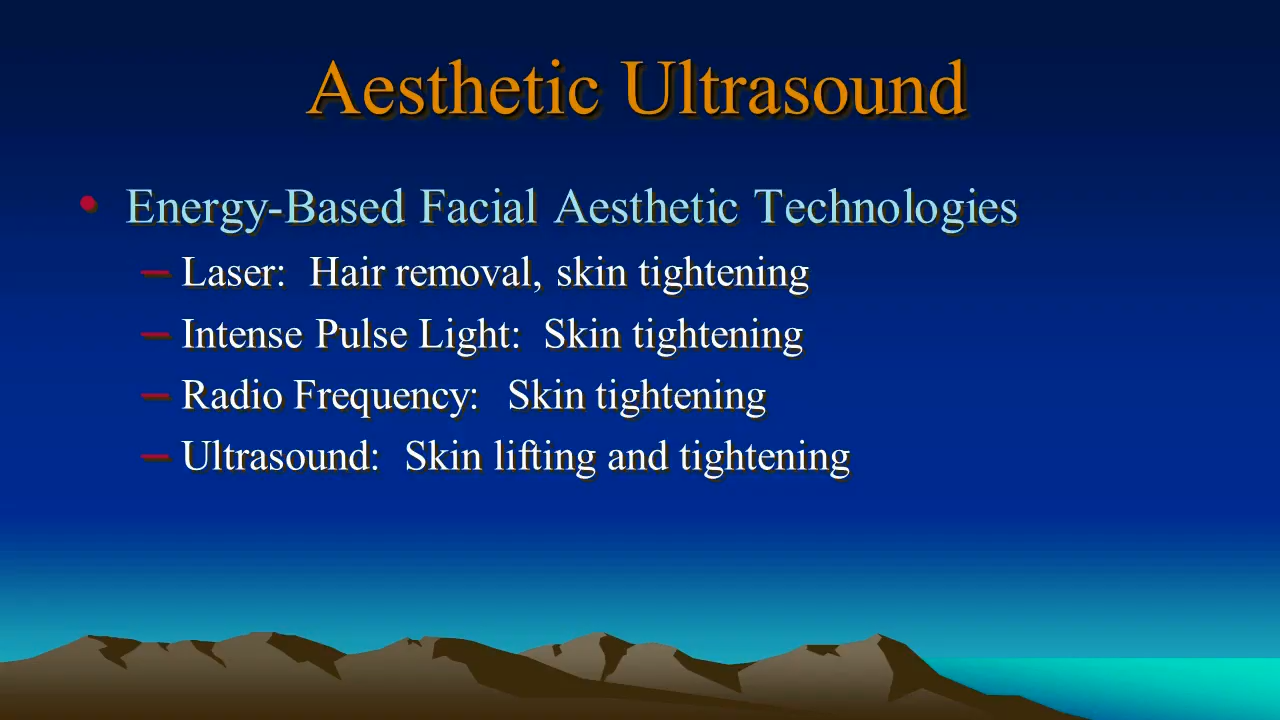 Aesthetic Ultrasound
• Energy-Based Facial Aesthetic Technologies
– Laser:  Hair removal, skin tightening
– Intense Pulse Light:  Skin tightening
– Radio Frequency:  Skin tightening
– Ultrasound:  Skin lifting and tightening